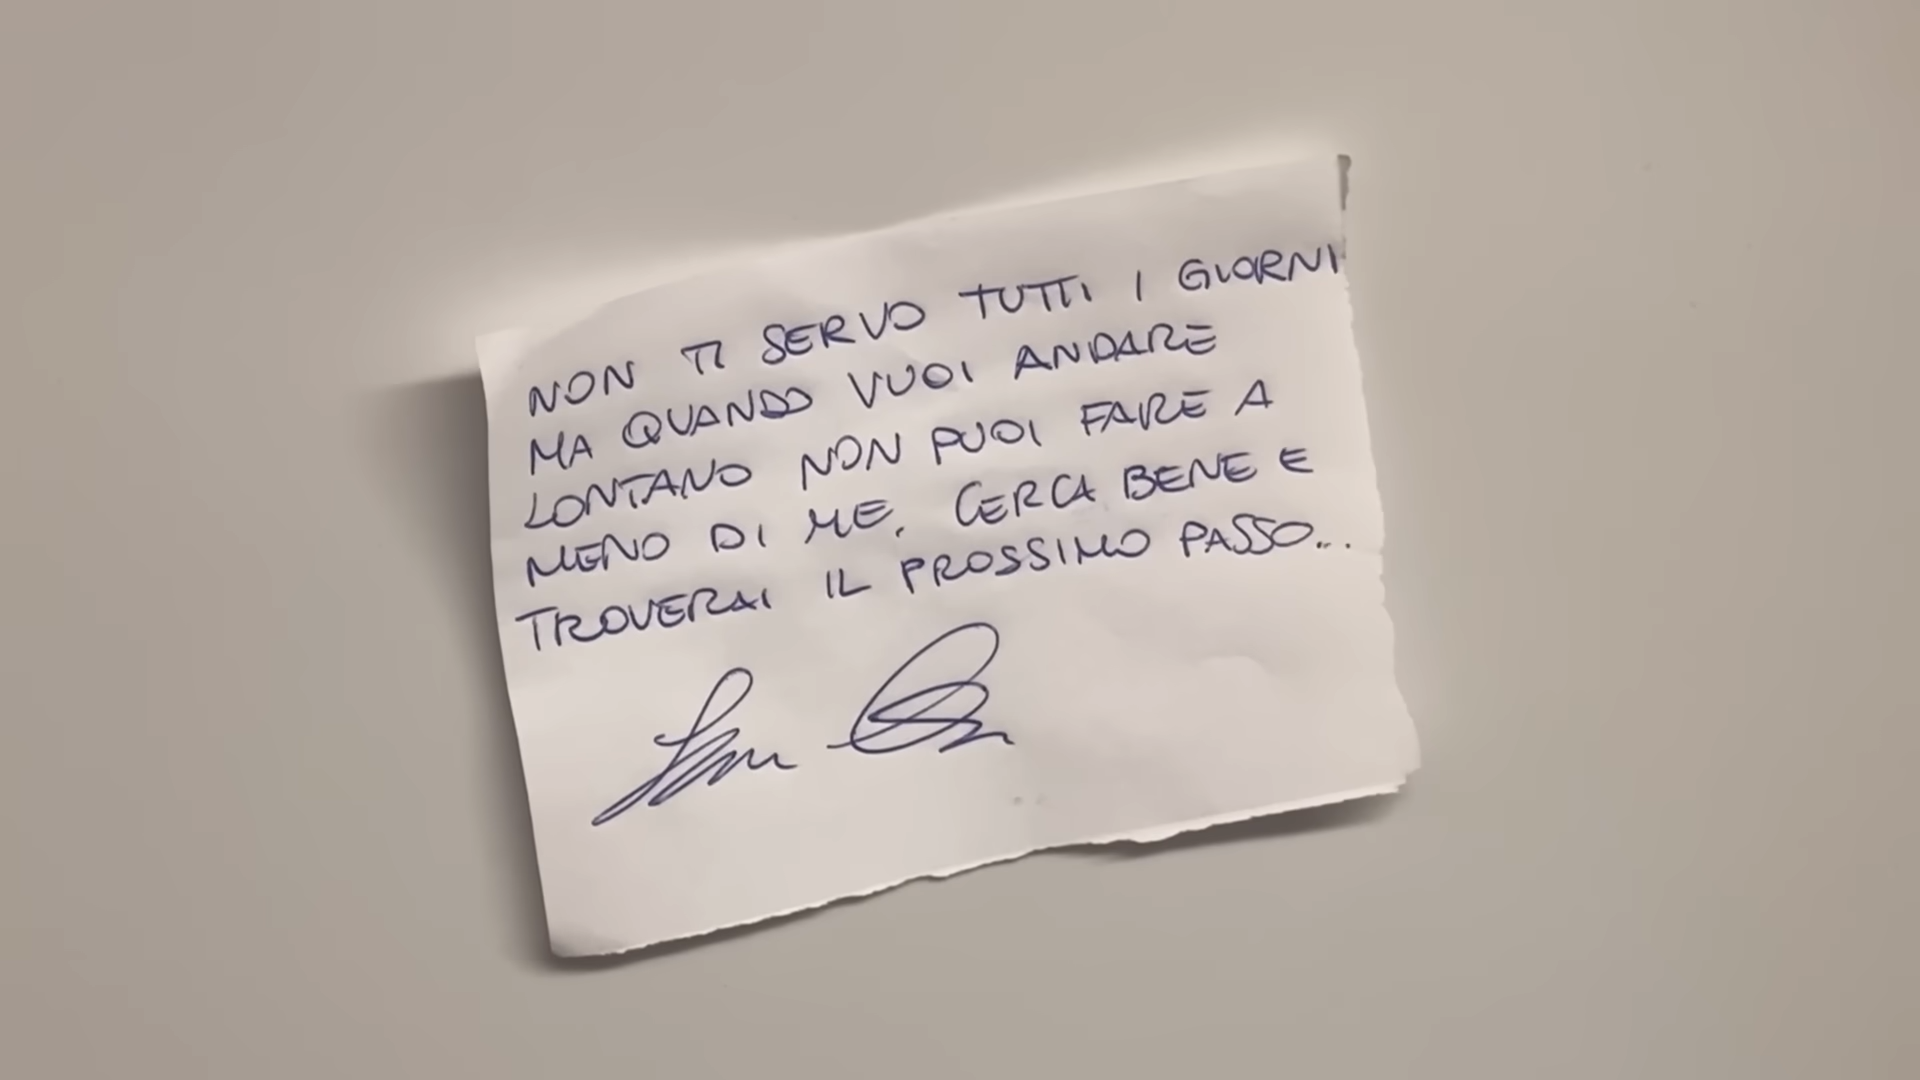 NON TI SERVO TUTTI I GIORNI
MA QUANDO VUOI ANDARE
LONTANO NON PUOI FARE A
MENO DI ME. CERCA BENE E
TROVERAI IL PROSSIMO PASSO...